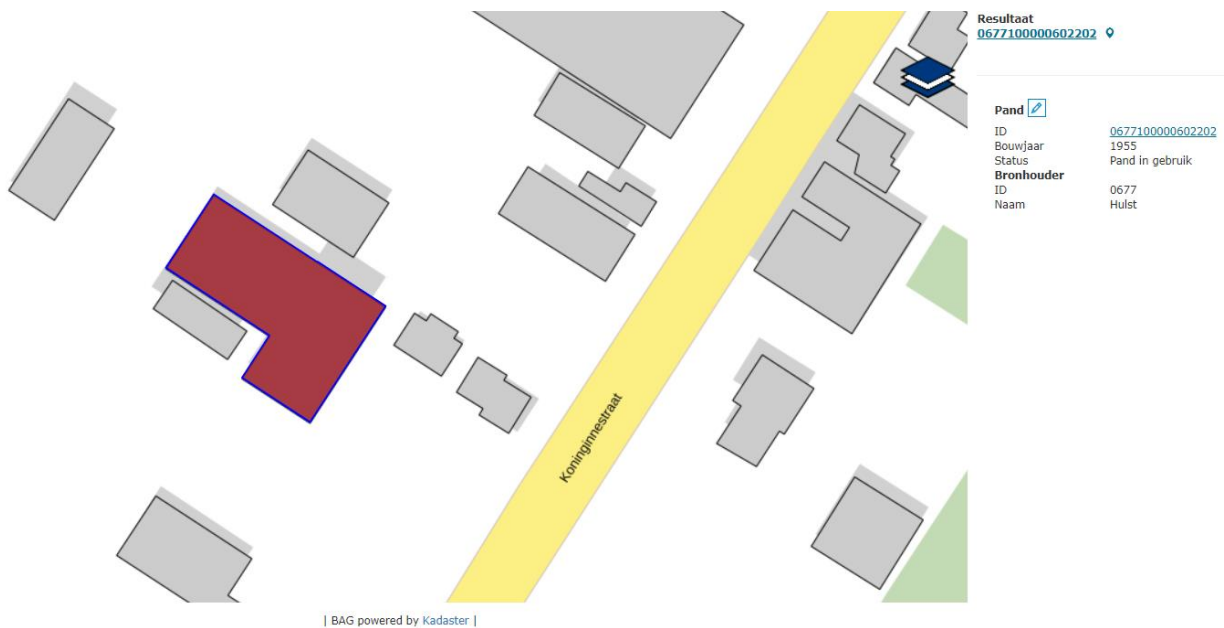 Resultaat
0677100000602202
Pand
ID 0677100000602202
Bouwjaar 1955
Status Pand in gebruik
Bronhouder
ID 0677
Naam Hulst
Koninginnestraat
| BAG powered by Kadaster |